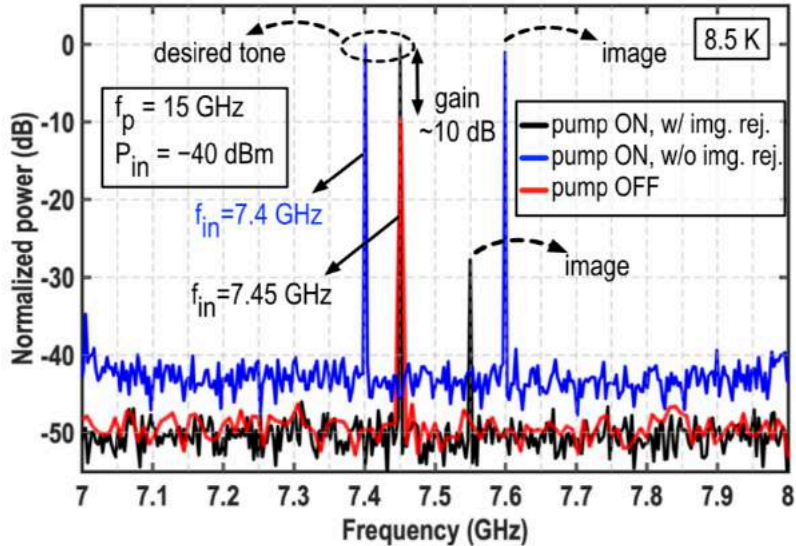 desired tone
image
8.5 K
f_p = 15 GHz
P_in = −40 dBm
gain
~10 dB
pump ON, w/ img. rej.
pump ON, w/o img. rej.
pump OFF
f_in=7.4 GHz
f_in=7.45 GHz
image
Normalized power (dB)
0
-10
-20
-30
-40
-50
7 7.1 7.2 7.3 7.4 7.5 7.6 7.7 7.8 7.9 8
Frequency (GHz)